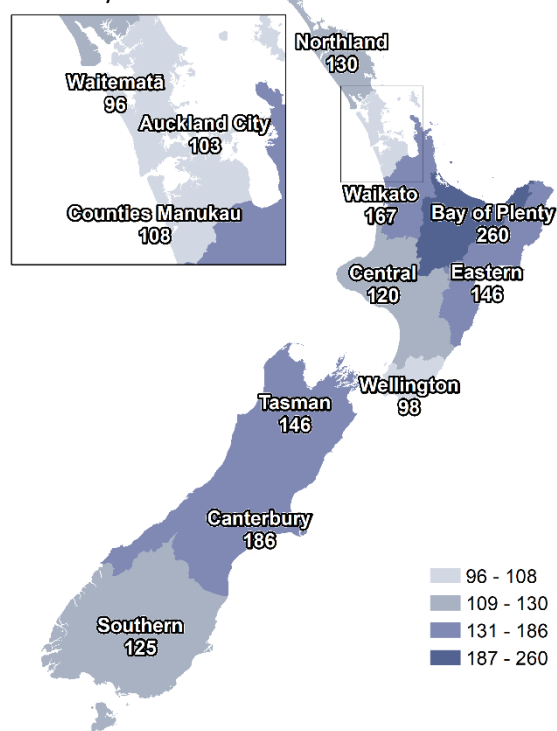 Northland
130
Waitematā
96
Auckland City
103
Counties Manukau
108
Waikato
167
Bay of Plenty
260
Central
120
Eastern
146
Wellington
98
Tasman
146
Canterbury
186
Southern
125
96 - 108
109 - 130
131 - 186
187 - 260